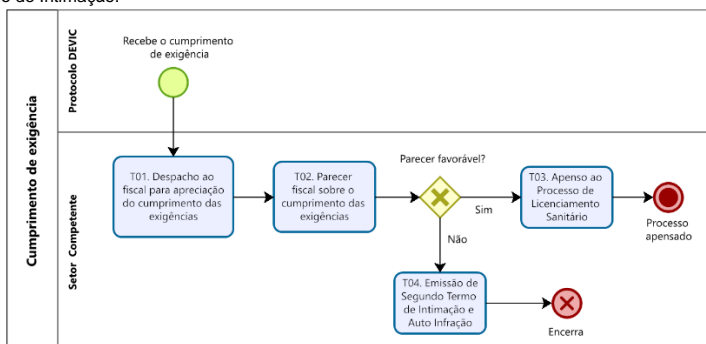 Cumprimento de exigência
Protocolo DEVIC
Recebe o cumprimento
de exigência
Setor Competente
T01. Despacho ao
fiscal para apreciação
do cumprimento das
exigências
T02. Parecer
fiscal sobre o
cumprimento das
exigências
Parecer favorável?
Sim
Não
T03. Apenso ao
Processo de
Licenciamento
Sanitário
Processo
apensado
T04. Emissão de
Segundo Termo
de Intimação e
Auto Infração
Encerra